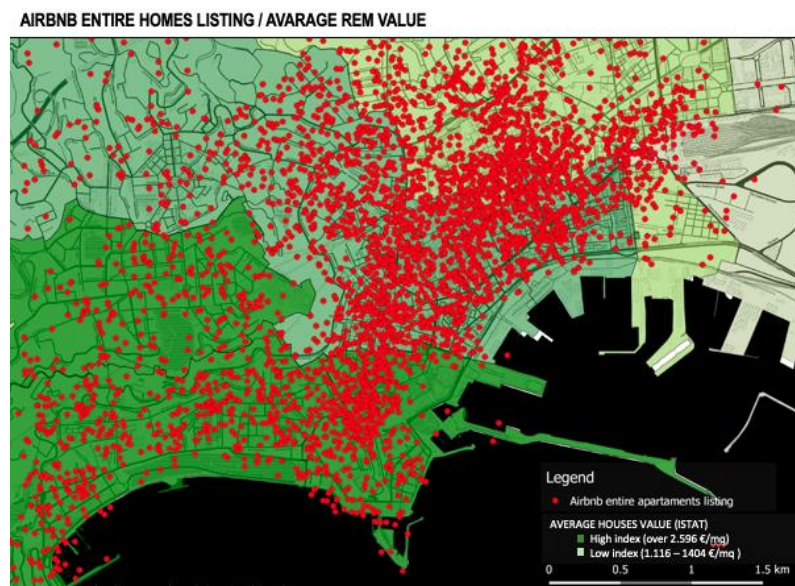 AIRBNB ENTIRE HOMES LISTING / AVARAGE REM VALUE
Legend
Airbnb entire apartaments listing
AVERAGE HOUSES VALUE (ISTAT)
High index (over 2.596 €/mq)
Low index (1.116 – 1404 €/mq )
0 0.5 1 1.5 km